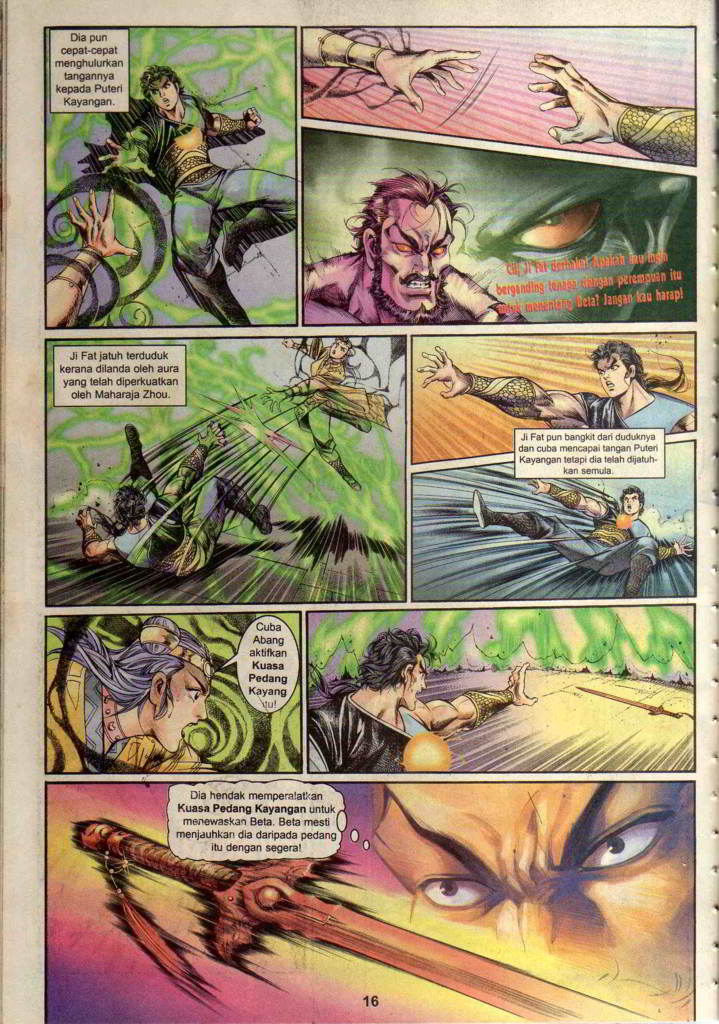 Dia pun
cepat-cepat
menghulurkan
tangannya
kepada Puteri
Kayangan.
Cis, Ji Fat derhaka! Apakah kau ingin
berganding tenaga dengan perempuan itu
untuk menentang Beta? Jangan kau harap!
Ji Fat jatuh terduduk
kerana dilanda oleh aura
yang telah diperkuatkan
oleh Maharaja Zhou.
Ji Fat pun bangkit dari duduknya
dan cuba mencapai tangan Puteri
Kayangan tetapi dia telah dijatuh-
kan semula.
Cuba
Abang
aktifkan
Kuasa
Pedang
Kayang
itu!
Dia hendak memperalatkan
Kuasa Pedang Kayangan untuk
menewaskan Beta. Beta mesti
menjauhkan dia daripada pedang
itu dengan segera!
16